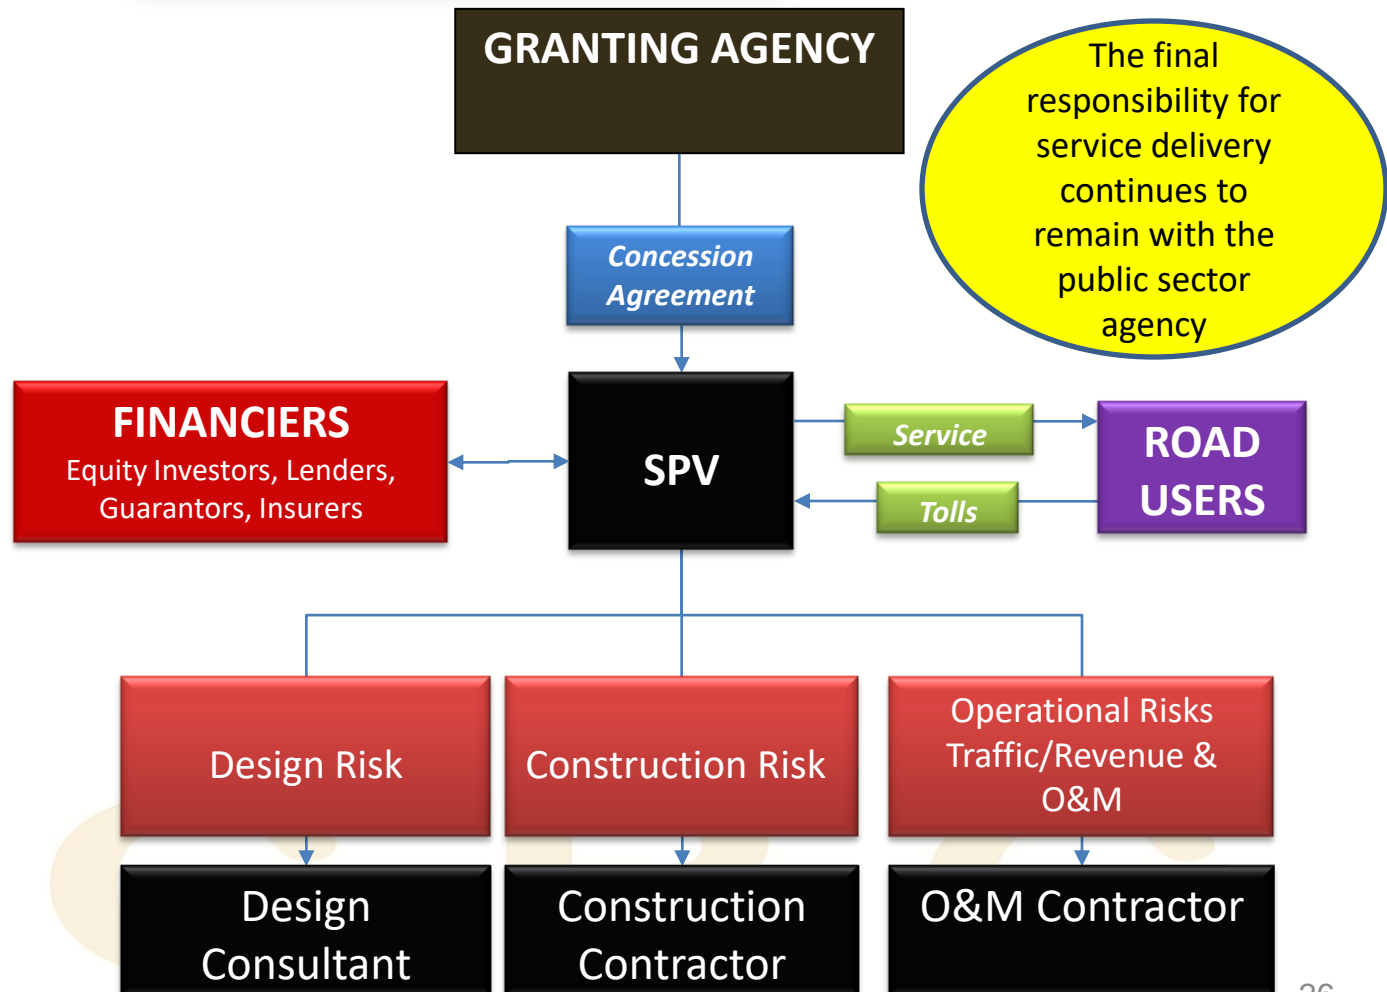 GRANTING AGENCY
The final
responsibility for
service delivery
continues to
remain with the
public sector
agency
Concession
Agreement
FINANCIERS
Equity Investors, Lenders,
Guarantors, Insurers
SPV
Service
Tolls
ROAD
USERS
Design Risk
Construction Risk
Operational Risks
Traffic/Revenue &
O&M
Design
Consultant
Construction
Contractor
O&M Contractor